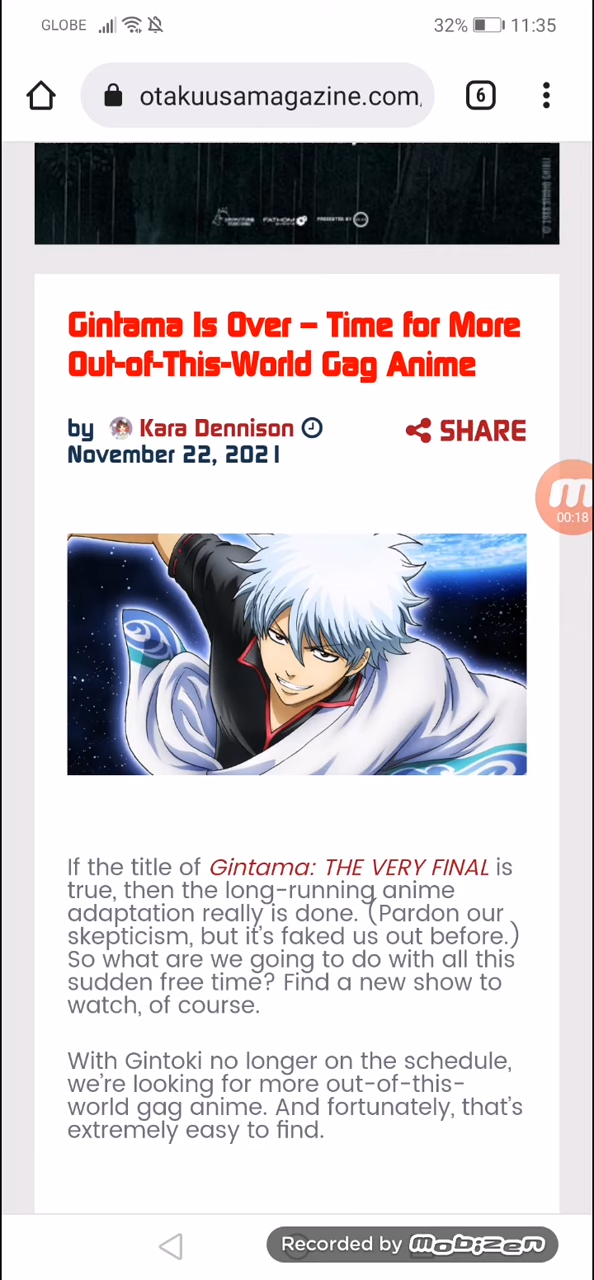 GLOBE
32% 11:35
otakuusamagazine.com,
6
FATHOM
PRESENTED BY
Gintama Is Over – Time for More
Out-of-This-World Gag Anime
by Kara Dennison
SHARE
November 22, 2021
00:18
If the title of Gintama: THE VERY FINAL is
true, then the long-running anime
adaptation really is done. (Pardon our
skepticism, but it's faked us out before.)
So what are we going to do with all this
sudden free time? Find a new show to
watch, of course.
With Gintoki no longer on the schedule,
we're looking for more out-of-this-
world gag anime. And fortunately, that's
extremely easy to find.
Recorded by mobizen